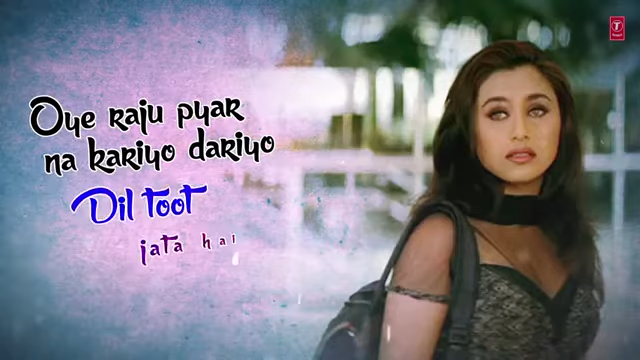 Oye raju pyar
na kariyo dariyo
Dil toot
jata hai